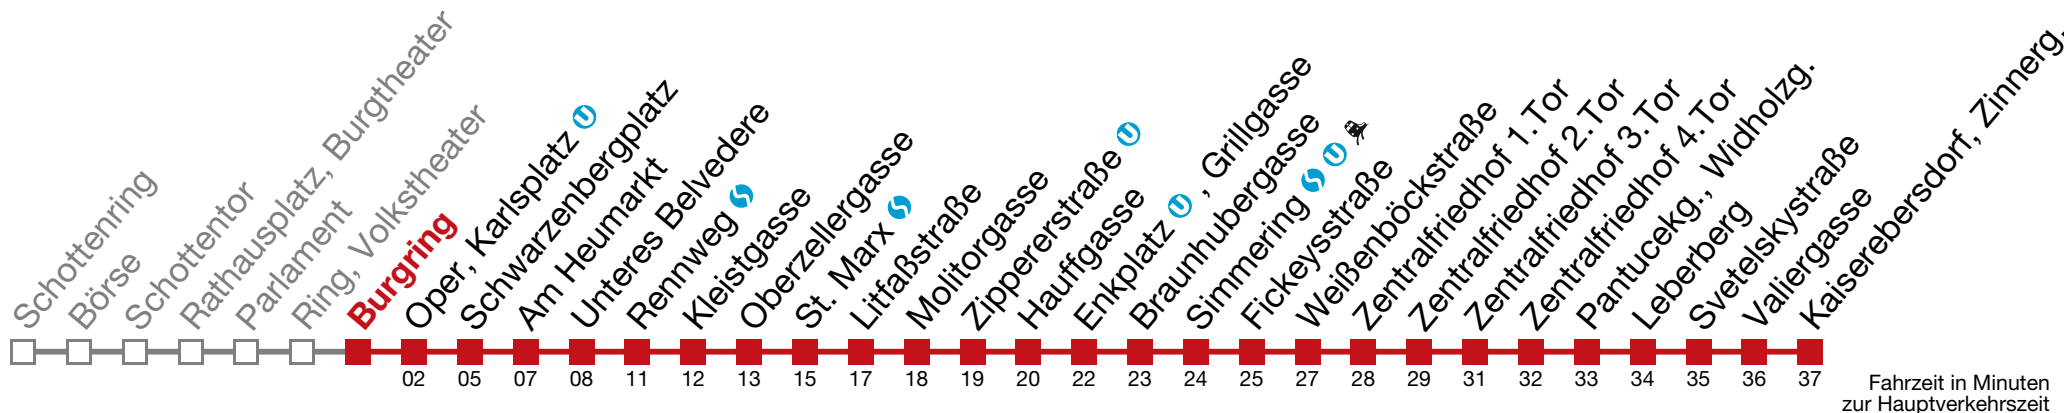 Schottenring
Börse
Schottentor
Rathausplatz, Burgtheater
Parlament
Ring, Volkstheater
Burgring
Oper, Karlsplatz U
Schwarzenbergplatz
Am Heumarkt
Unteres Belvedere
Rennweg S
Kleistgasse
Oberzellergasse
St. Marx S
Litfaßstraße
Molitorgasse
Zippererstraße U
Hauffgasse
Enkplatz U , Grillgasse
Braunhubergasse
Simmering S U
Fickeysstraße
Weißenböckstraße
Zentralfriedhof 1.Tor
Zentralfriedhof 2.Tor
Zentralfriedhof 3.Tor
Zentralfriedhof 4.Tor
Pantucekg., Widholzg.
Leberberg
Svetelskystraße
Valiergasse
Kaiserebersdorf, Zinnerg.
02 05 07 08 11 12 13 15 17 18 19 20 22 23 24 25 27 28 29 31 32 33 34 35 36 37
Fahrzeit in Minuten
zur Hauptverkehrszeit